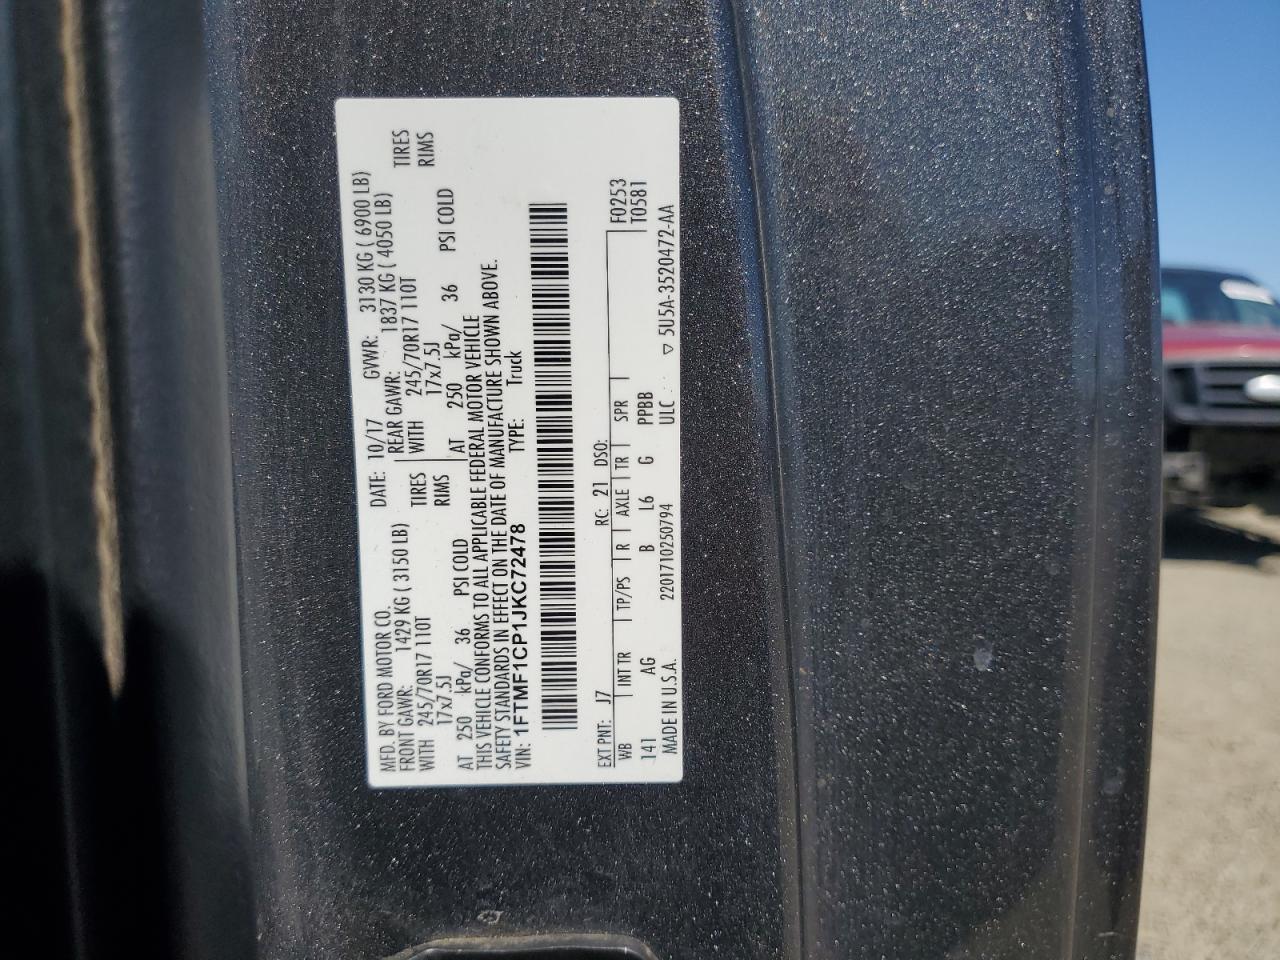 MFD. BY FORD MOTOR CO. DATE: 10/17 GVWR: 3130 KG ( 6900 LB)
FRONT GAWR: 1429 KG ( 3150 LB) REAR GAWR: 1837 KG ( 4050 LB)
WITH 245/70R17 110T TIRES WITH 245/70R17 110T TIRES
17x7.5J RIMS 17x7.5J RIMS
AT 250 kPa/ 36 PSI COLD AT 250 kPa/ 36 PSI COLD
THIS VEHICLE CONFORMS TO ALL APPLICABLE FEDERAL MOTOR VEHICLE
SAFETY STANDARDS IN EFFECT ON THE DATE OF MANUFACTURE SHOWN ABOVE.
VIN: 1FTMF1CP1JKC72478 TYPE: Truck
EXT PNT: J7 RC: 21 DSO: F0253
WB INT TR TP/PS R AXLE TR SPR T0581
141 AG B L6 G PPBB
MADE IN U.S.A. 2201710250794 ULC ▽ 5U5A-3520472-AA